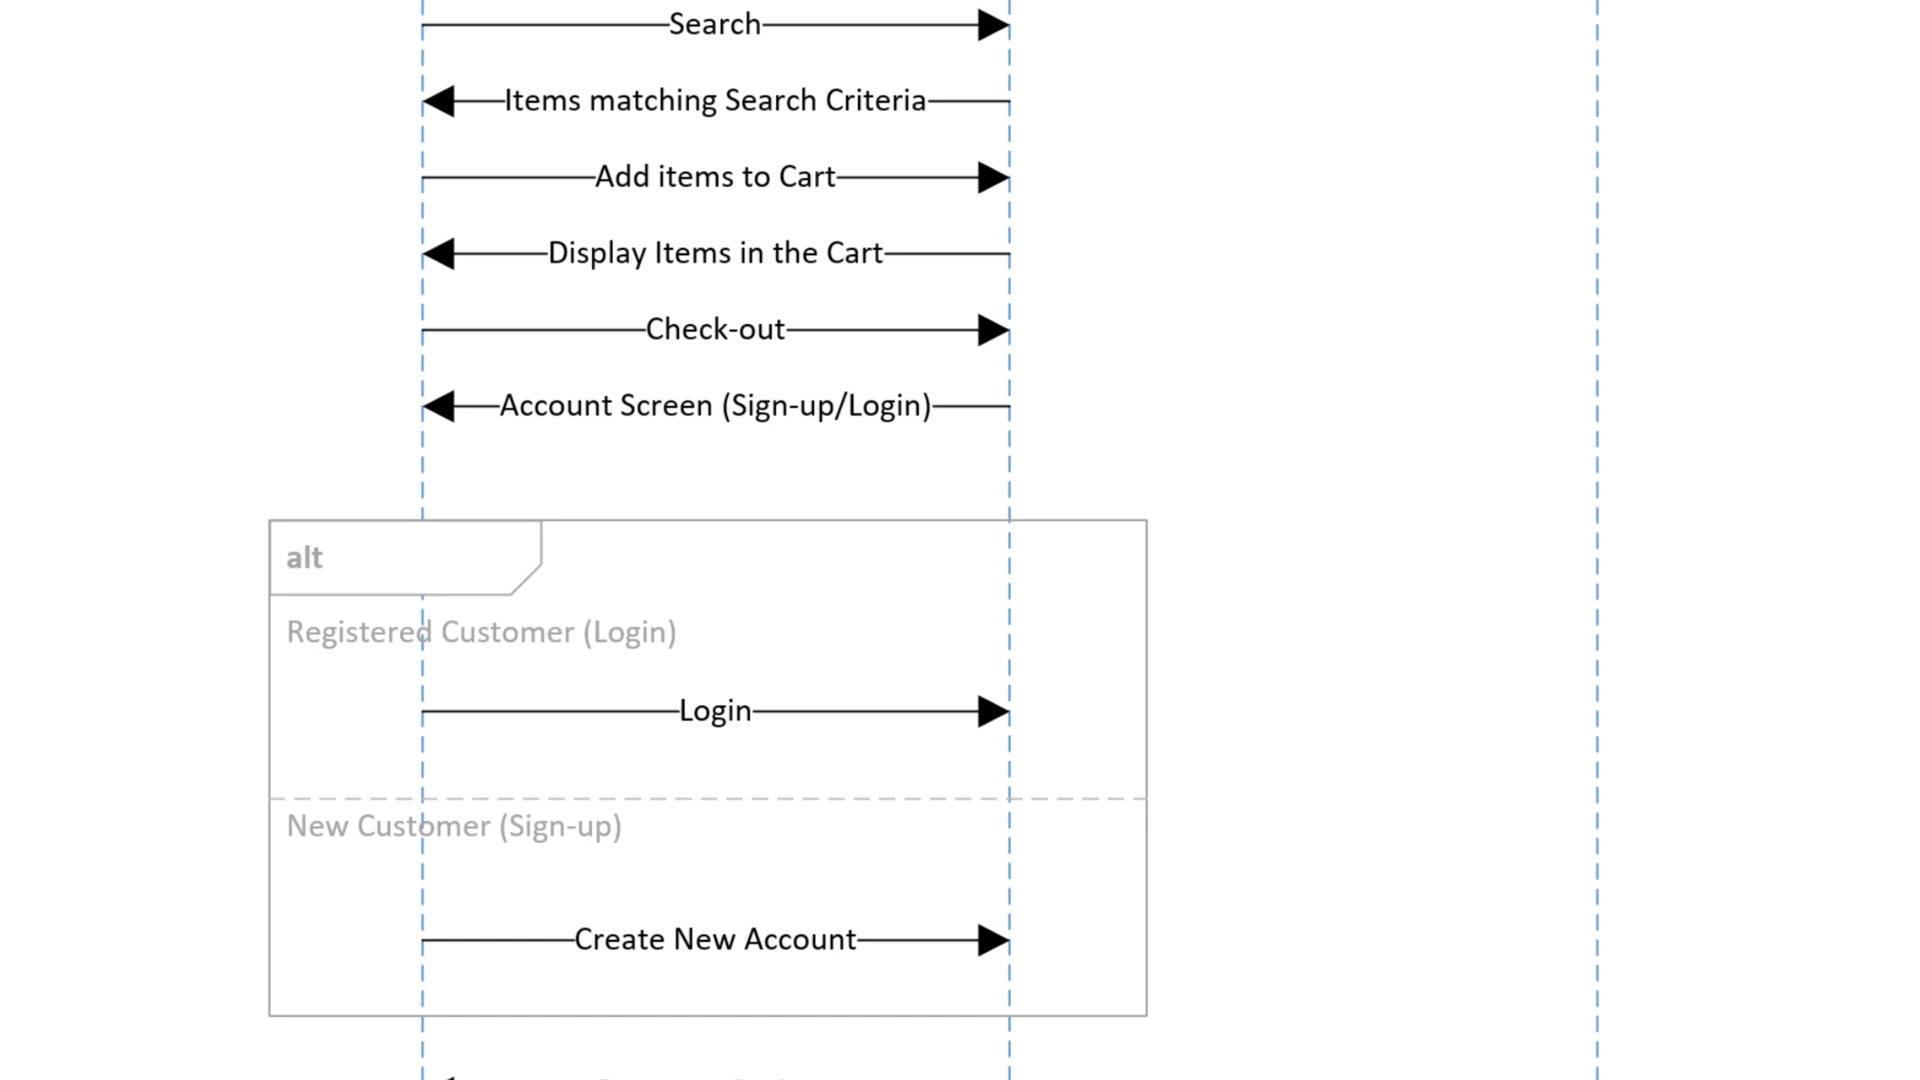 Search
Items matching Search Criteria
Add items to Cart
Display Items in the Cart
Check-out
Account Screen (Sign-up/Login)
alt
Registered Customer (Login)
Login
New Customer (Sign-up)
Create New Account